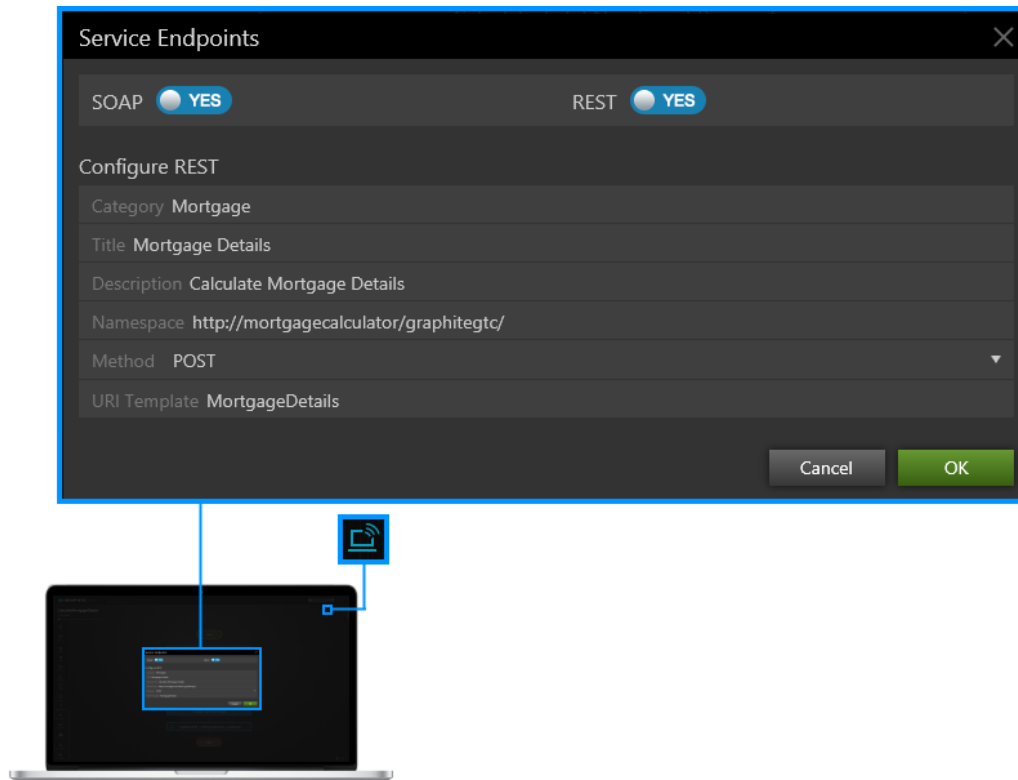 Service Endpoints
SOAP YES REST YES
Configure REST
Category Mortgage
Title Mortgage Details
Description Calculate Mortgage Details
Namespace http://mortgagecalculator/graphitegtc/
Method POST
URI Template MortgageDetails
Cancel OK